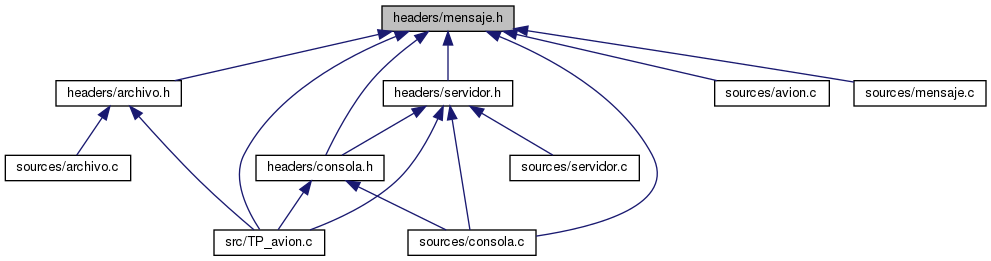 headers/mensaje.h
headers/archivo.h
headers/servidor.h
sources/avion.c
sources/mensaje.c
sources/archivo.c
headers/consola.h
sources/servidor.c
src/TP_avion.c
sources/consola.c